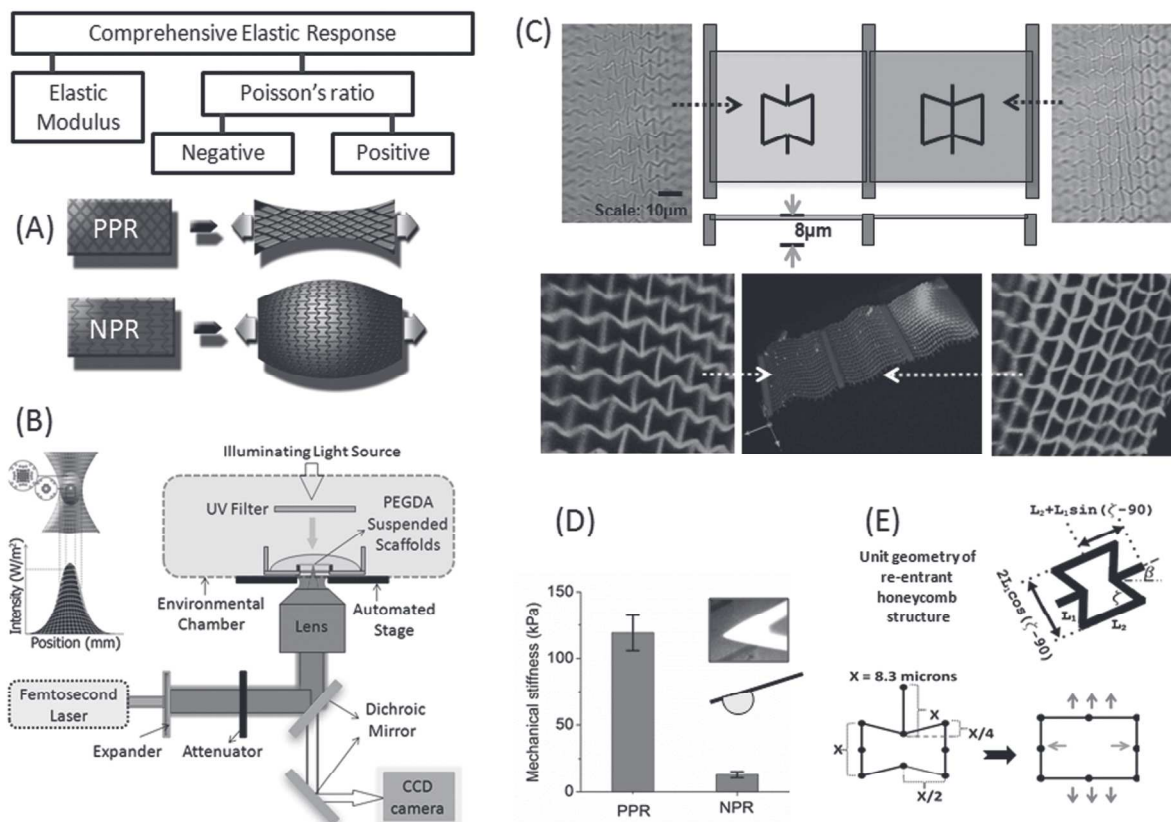 Comprehensive Elastic Response
Elastic
Modulus
Poisson's ratio
Negative
Positive
(A)
PPR
NPR
(B)
Illuminating Light Source
UV Filter
PEGDA
Suspended
Scaffolds
Intensity (W/m²)
Position (mm)
Environmental
Chamber
Automated
Stage
Lens
Femtosecond
Laser
Expander
Attenuator
Dichroic
Mirror
CCD
camera
(C)
Scale: 10µm
8µm
(D)
Mechanical stiffness (kPa)
150
100
50
0
PPR
NPR
(E)
Unit geometry of
re-entrant
honeycomb
structure
L₂+L₁sin(ζ-90)
2L₁cos(ζ-90)
β
ζ
L₁
L₂
X = 8.3 microns
X
X
X/4
X/2